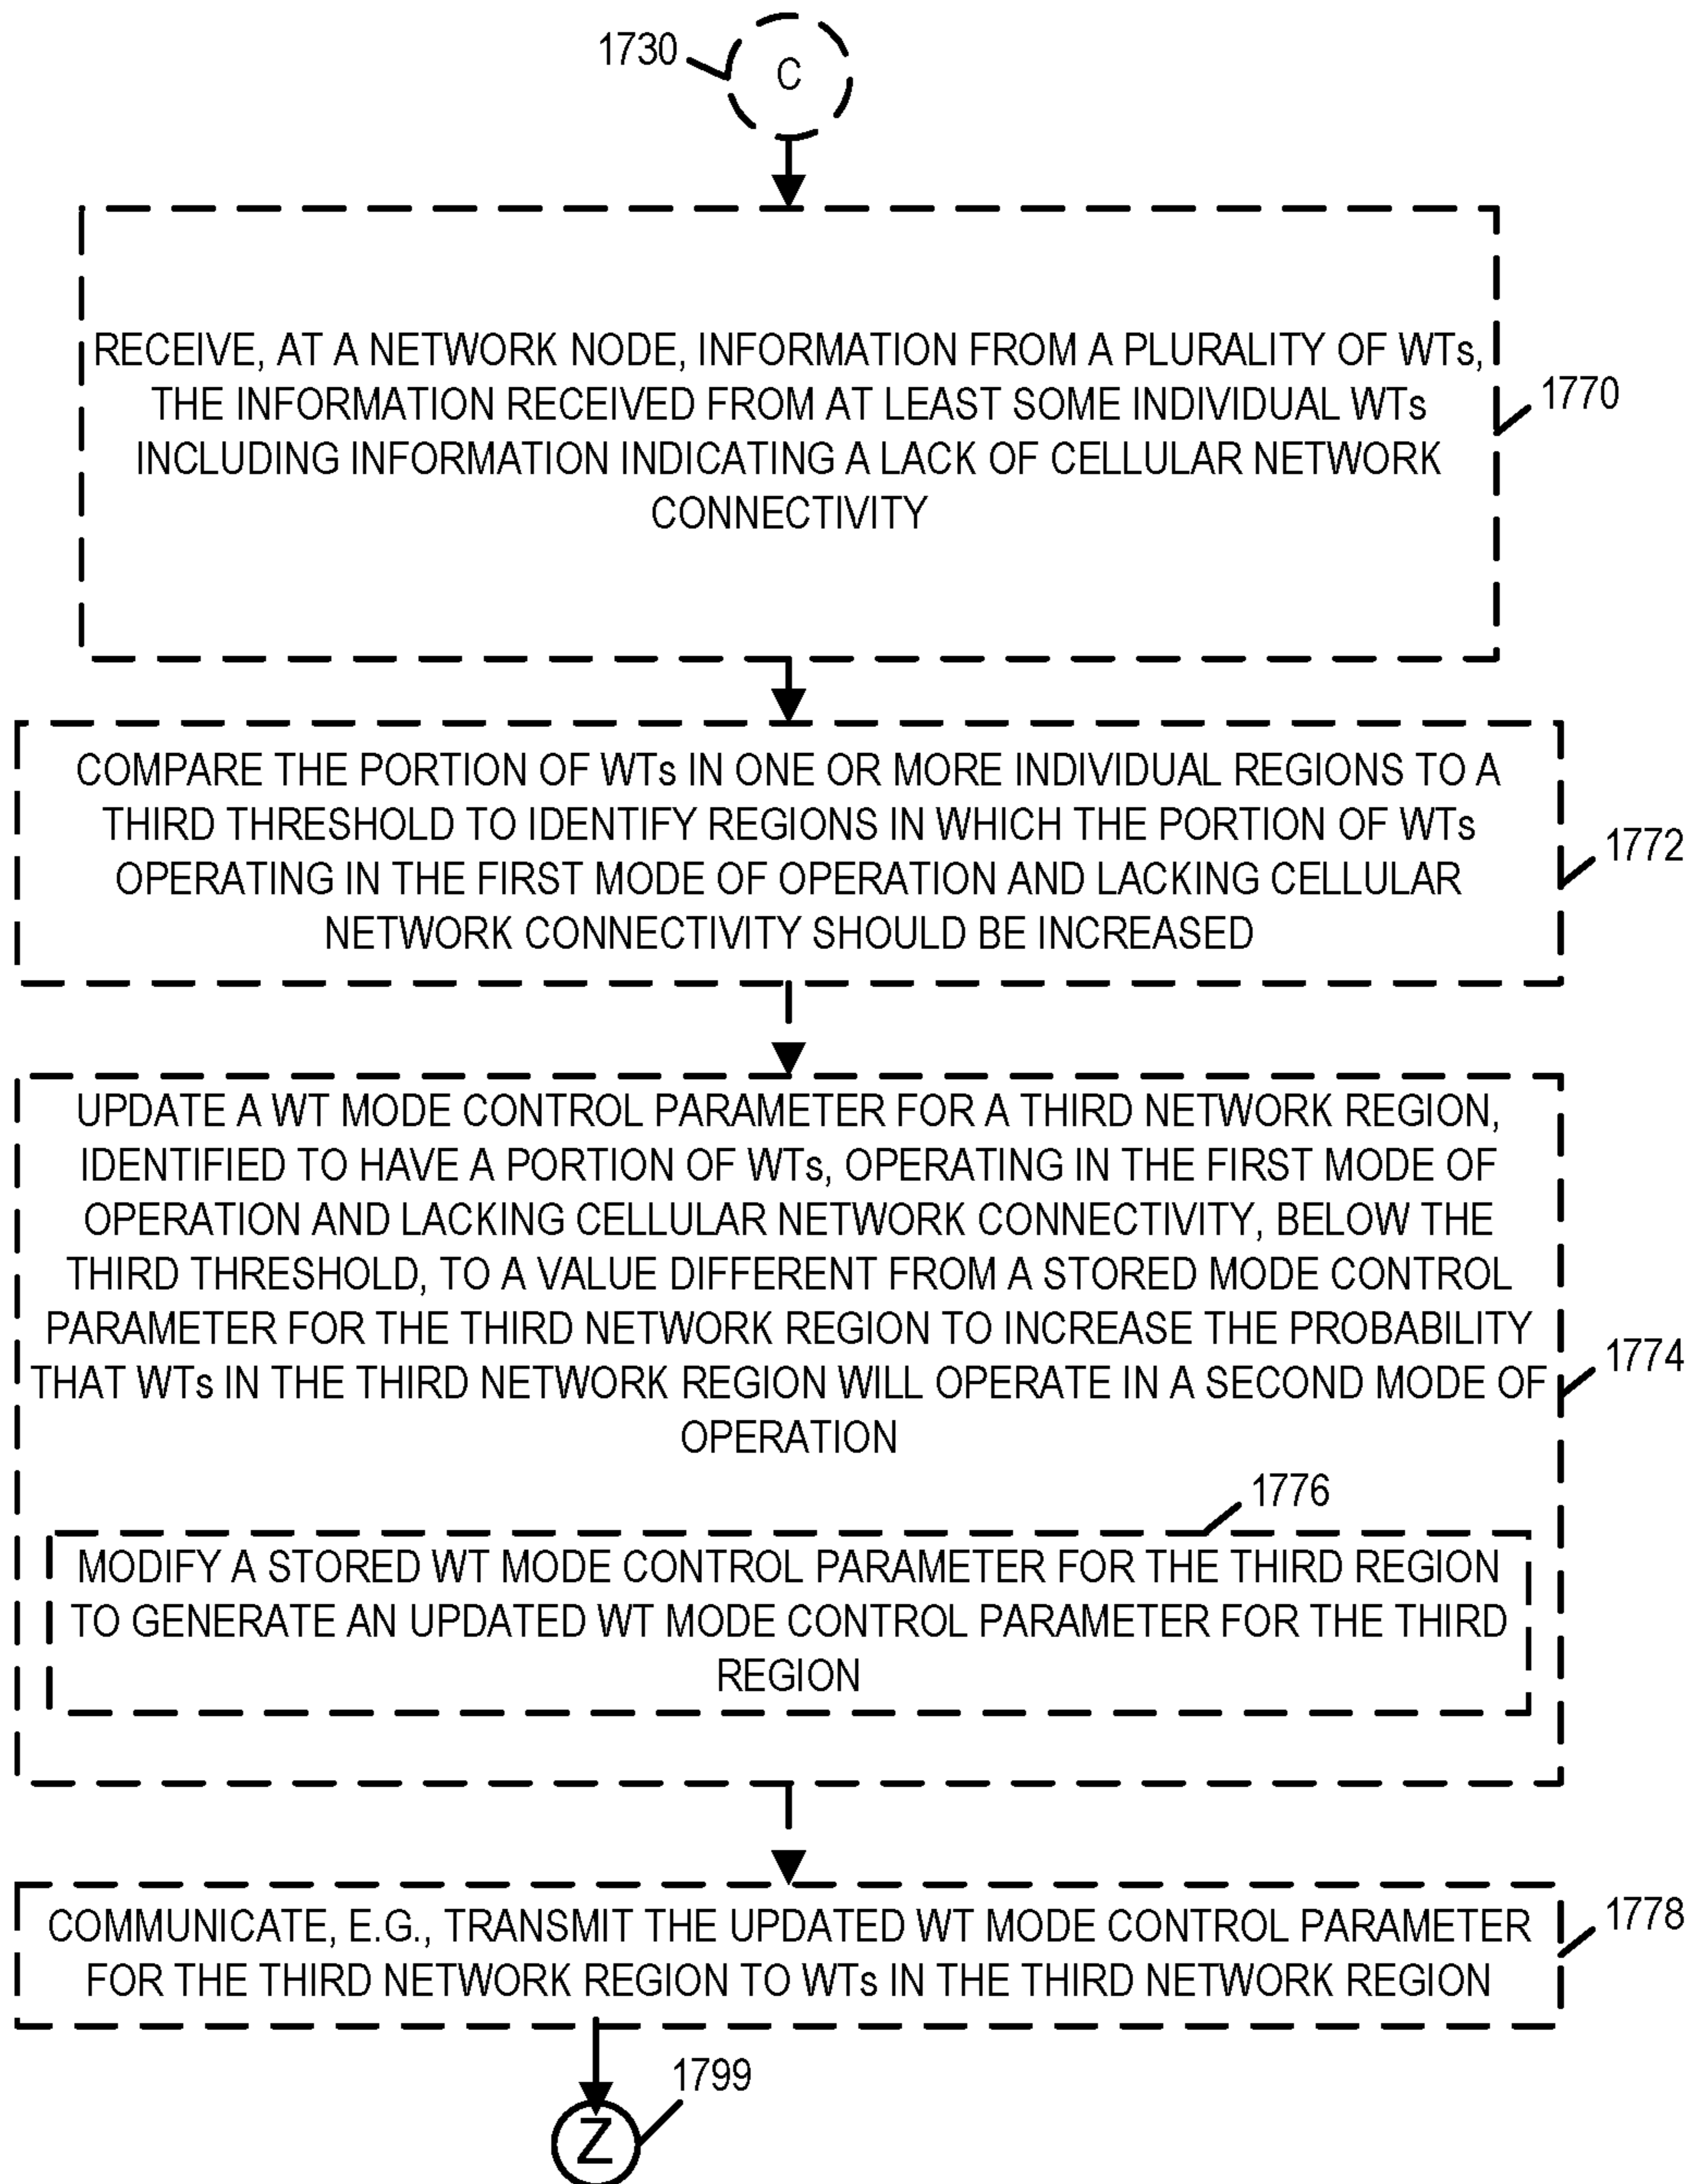 1730
C
RECEIVE, AT A NETWORK NODE, INFORMATION FROM A PLURALITY OF WTs,
THE INFORMATION RECEIVED FROM AT LEAST SOME INDIVIDUAL WTs
INCLUDING INFORMATION INDICATING A LACK OF CELLULAR NETWORK
CONNECTIVITY
1770
COMPARE THE PORTION OF WTs IN ONE OR MORE INDIVIDUAL REGIONS TO A
THIRD THRESHOLD TO IDENTIFY REGIONS IN WHICH THE PORTION OF WTs
OPERATING IN THE FIRST MODE OF OPERATION AND LACKING CELLULAR
NETWORK CONNECTIVITY SHOULD BE INCREASED
1772
UPDATE A WT MODE CONTROL PARAMETER FOR A THIRD NETWORK REGION,
IDENTIFIED TO HAVE A PORTION OF WTs, OPERATING IN THE FIRST MODE OF
OPERATION AND LACKING CELLULAR NETWORK CONNECTIVITY, BELOW THE
THIRD THRESHOLD, TO A VALUE DIFFERENT FROM A STORED MODE CONTROL
PARAMETER FOR THE THIRD NETWORK REGION TO INCREASE THE PROBABILITY
THAT WTs IN THE THIRD NETWORK REGION WILL OPERATE IN A SECOND MODE OF
OPERATION
1774
1776
MODIFY A STORED WT MODE CONTROL PARAMETER FOR THE THIRD REGION
TO GENERATE AN UPDATED WT MODE CONTROL PARAMETER FOR THE THIRD
REGION
COMMUNICATE, E.G., TRANSMIT THE UPDATED WT MODE CONTROL PARAMETER
FOR THE THIRD NETWORK REGION TO WTs IN THE THIRD NETWORK REGION
1778
1799
Z